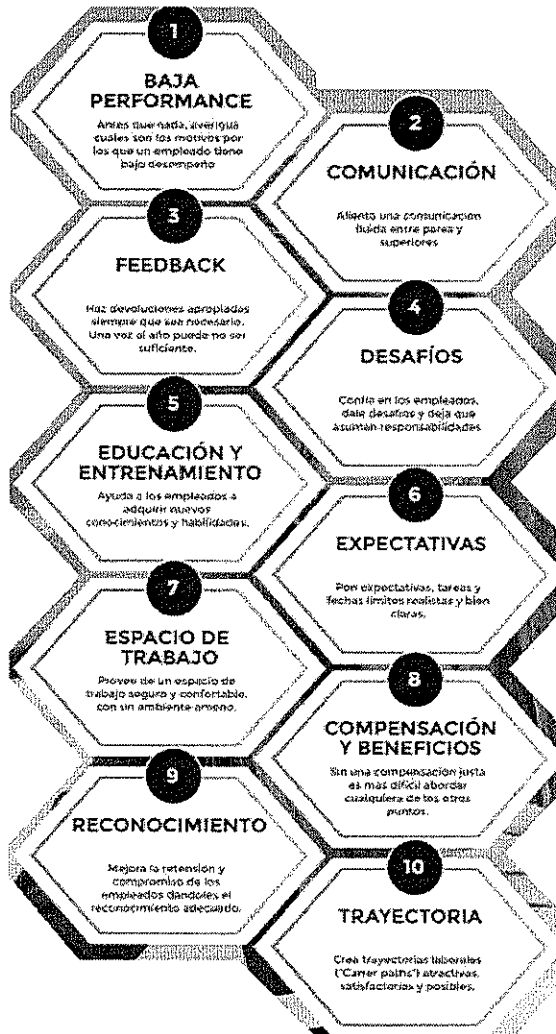 1
BAJA
PERFORMANCE
Antes que nada, averiguá
cuales son los motivos por
los que un empleado tiene
bajo desempeño
2
COMUNICACIÓN
Alienta una comunicación
fluida entre pares y
superiores
3
FEEDBACK
Haz devoluciones apropiadas
siempre que sea necesario.
Una vez al año puede no ser
suficiente.
4
DESAFÍOS
Confía en los empleados,
dale desafíos y deja que
asuman responsabilidades
5
EDUCACIÓN Y
ENTRENAMIENTO
Ayuda a los empleados a
adquirir nuevos
conocimientos y habilidades.
6
EXPECTATIVAS
Pon expectativas, tareas y
fechas límites realistas y bien
claras.
7
ESPACIO DE
TRABAJO
Provee de un espacio de
trabajo seguro y confortable,
con un ambiente ameno.
8
COMPENSACIÓN
Y BENEFICIOS
Sin una compensación justa
es más difícil abordar
cualquiera de los otros
puntos.
9
RECONOCIMIENTO
Mejora la retención y
compromiso de los
empleados dandoles el
reconocimiento adecuado.
10
TRAYECTORIA
Crea trayectorias laborales
("Carrer paths") atractivas,
satisfactorias y posibles.